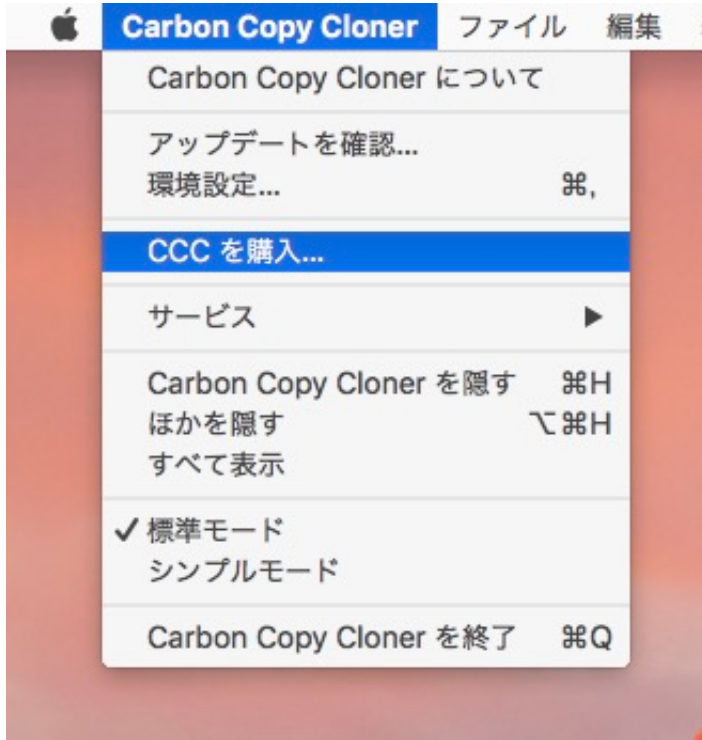 Carbon Copy Cloner ファイル 編集
Carbon Copy Cloner について
アップデートを確認...
環境設定... ⌘,
CCC を購入...
サービス ▶
Carbon Copy Cloner を隠す ⌘H
ほかを隠す ⌥⌘H
すべて表示
✓標準モード
シンプルモード
Carbon Copy Cloner を終了 ⌘Q